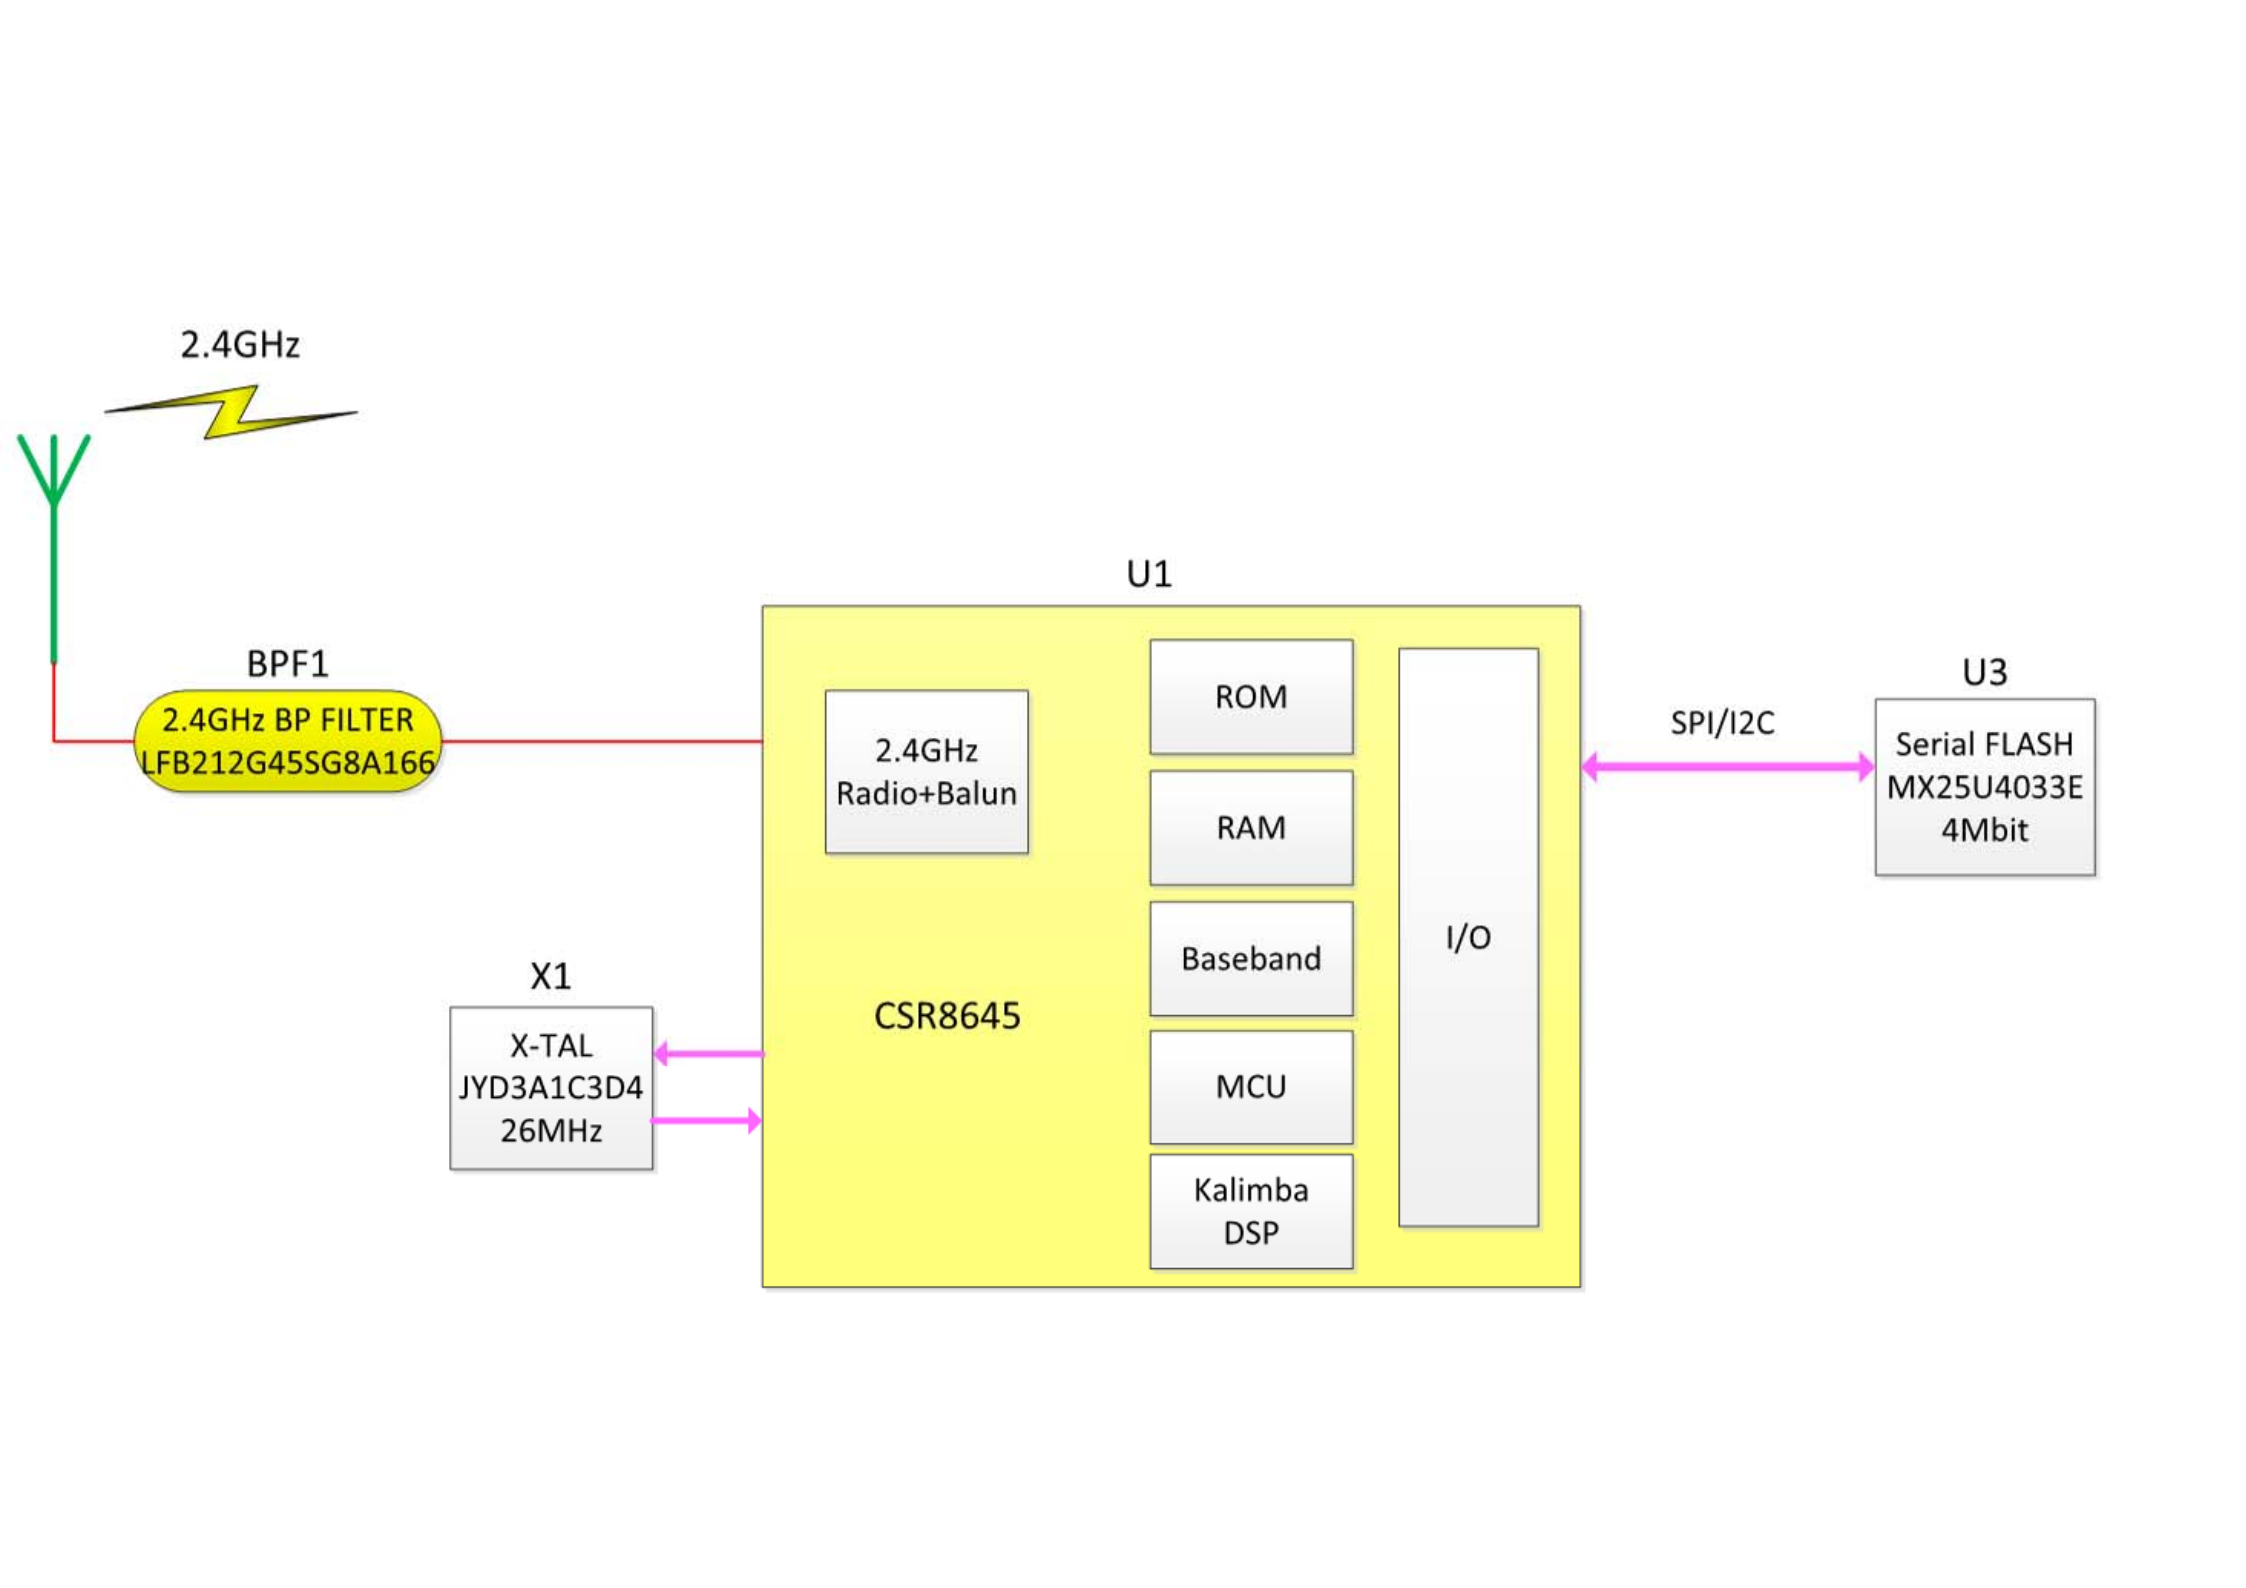 2.4GHz
BPF1
2.4GHz BP FILTER
LFB212G45SG8A166
X1
X-TAL
JYD3A1C3D4
26MHz
U1
2.4GHz
Radio+Balun
CSR8645
ROM
RAM
Baseband
MCU
Kalimba
DSP
I/O
SPI/I2C
U3
Serial FLASH
MX25U4033E
4Mbit